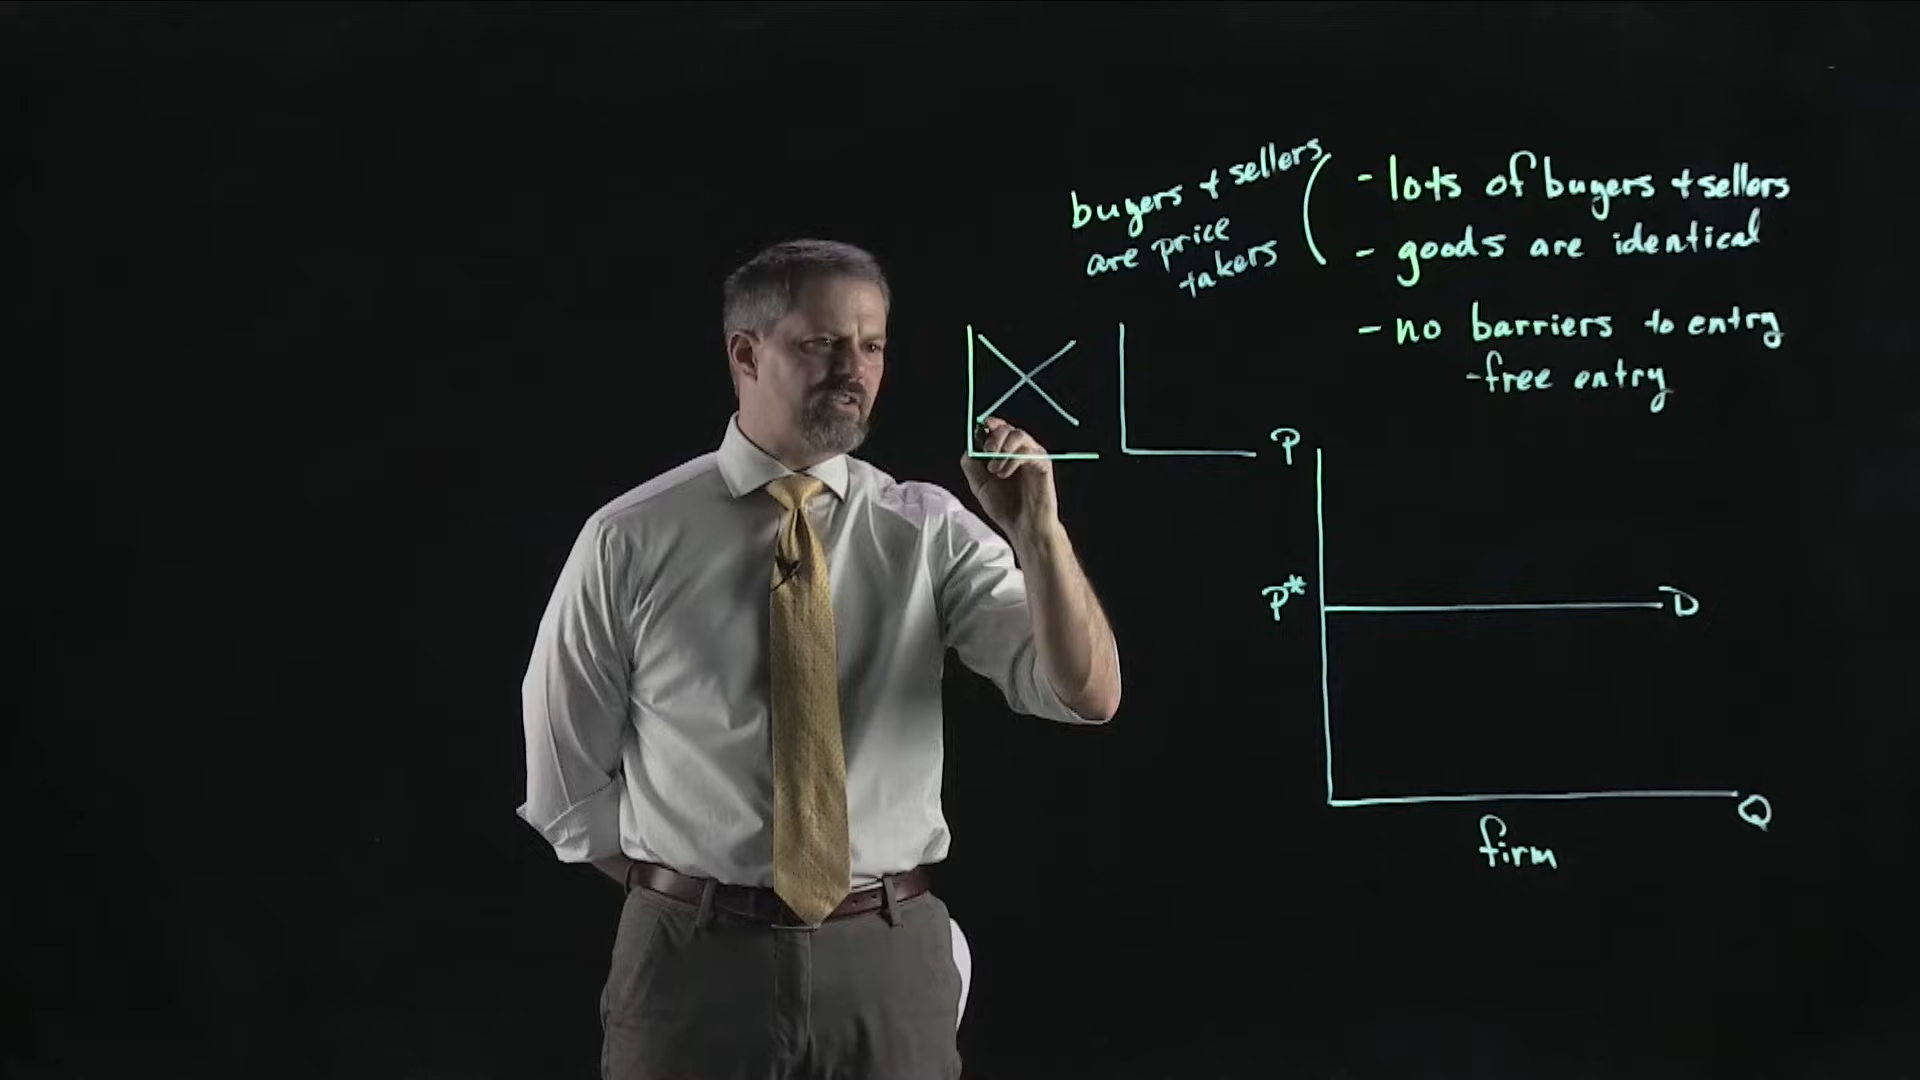 buyers + sellers
are price
takers
- lots of buyers + sellers
- goods are identical
- no barriers to entry
- free entry
P
P*
D
Q
firm